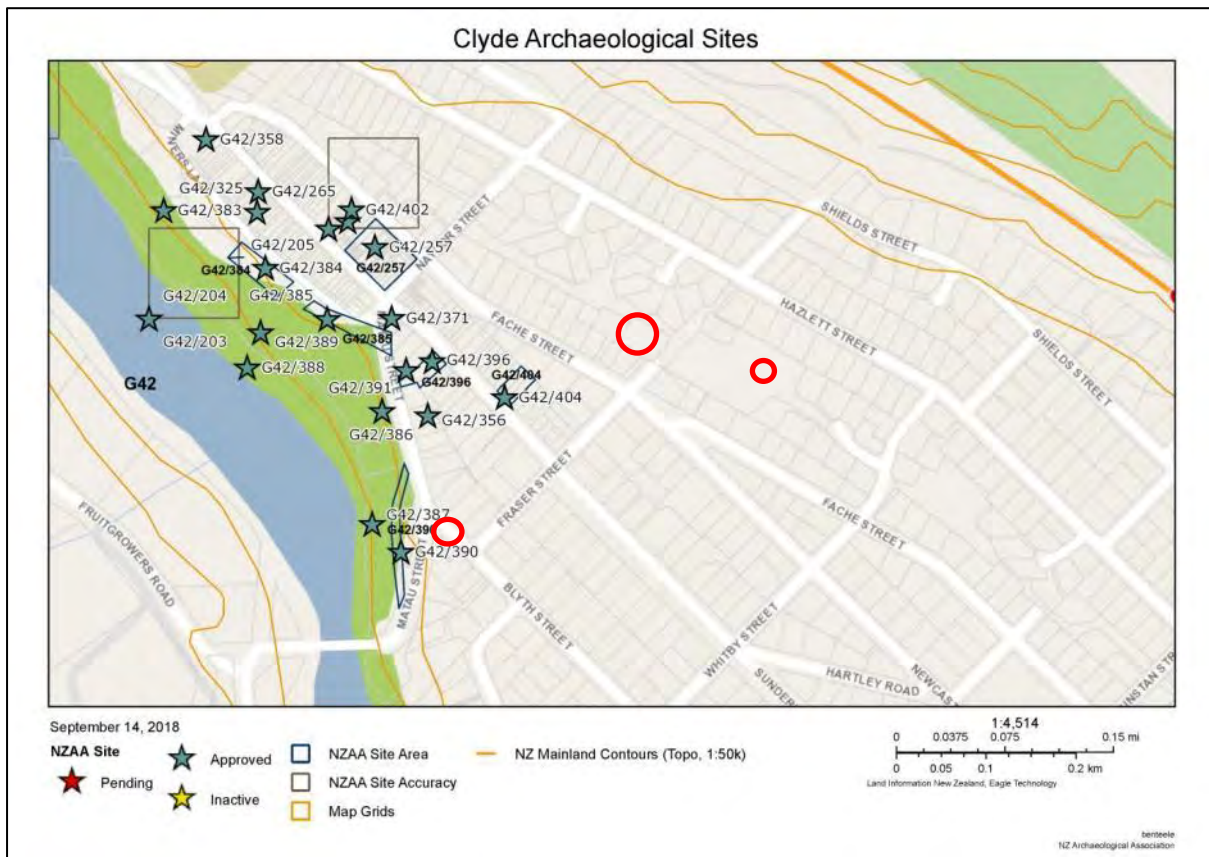 Clyde Archaeological Sites
G42/358
MINERS LA
G42/325
G42/265
G42/383
G42/402
NAYLOR STREET
G42/205
G42/257
G42/384
G42/384
G42/257
G42/204
G42/385
G42/203
G42/389
G42/385
G42/371
G42/388
G42
G42/396
G42/391
G42/396
G42/404
G42/404
G42/386
G42/356
FACHE STREET
SHIELDS STREET
HAZLETT STREET
SHIELDS STREET
G42/387
G42/390
FRASER STREET
FACHE STREET
FRUITGROWERS ROAD
MATAU STREET
BLYTH STREET
WHITBY STREET
HARTLEY ROAD
SUNDER
NEWCAST
NSTAN STR
September 14, 2018
NZAA Site
Pending
Approved
Inactive
NZAA Site Area
NZAA Site Accuracy
Map Grids
NZ Mainland Contours (Topo, 1:50k)
1:4,514
0 0.0375 0.075 0.15 mi
0 0.05 0.1 0.2 km
Land Information New Zealand, Eagle Technology
benteele
NZ Archaeological Association